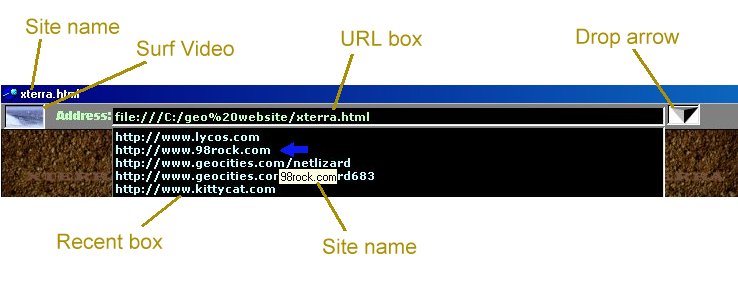 Site name
Surf Video
URL box
Drop arrow
xterra.html
Address: file:///C:/geo%20website/xterra.html
http://www.lycos.com
http://www.98rock.com
http://www.geocities.com/netlizard
http://www.geocities.co rd683
98rock.com
http://www.kittycat.com
Recent box
Site name